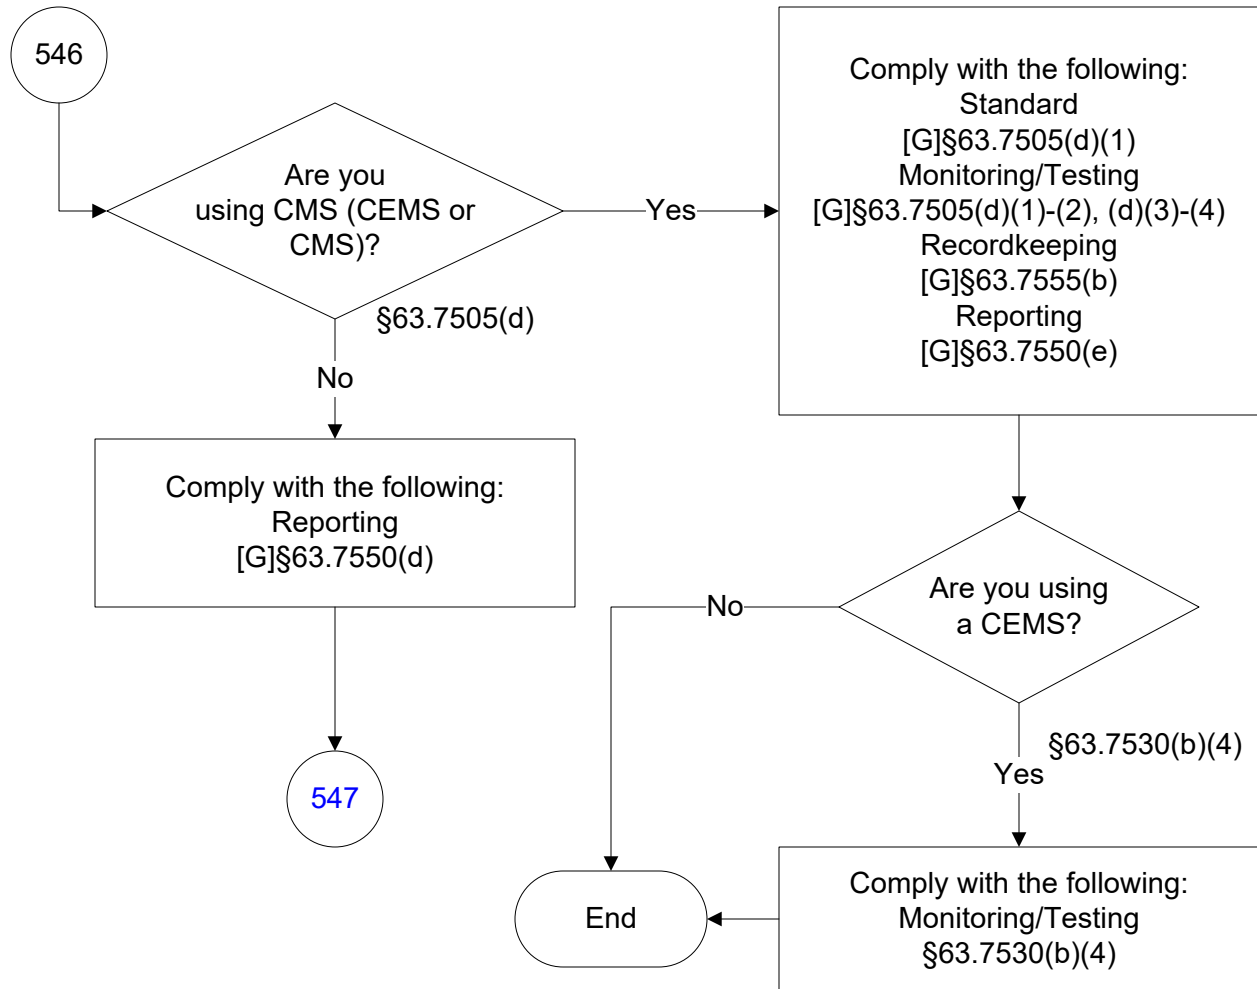 546
Are you
using CMS (CEMS or
CMS)?
§63.7505(d)
Yes
Comply with the following:
Standard
[G]§63.7505(d)(1)
Monitoring/Testing
[G]§63.7505(d)(1)-(2), (d)(3)-(4)
Recordkeeping
[G]§63.7555(b)
Reporting
[G]§63.7550(e)
No
Comply with the following:
Reporting
[G]§63.7550(d)
547
Are you using
a CEMS?
§63.7530(b)(4)
No
Yes
Comply with the following:
Monitoring/Testing
§63.7530(b)(4)
End